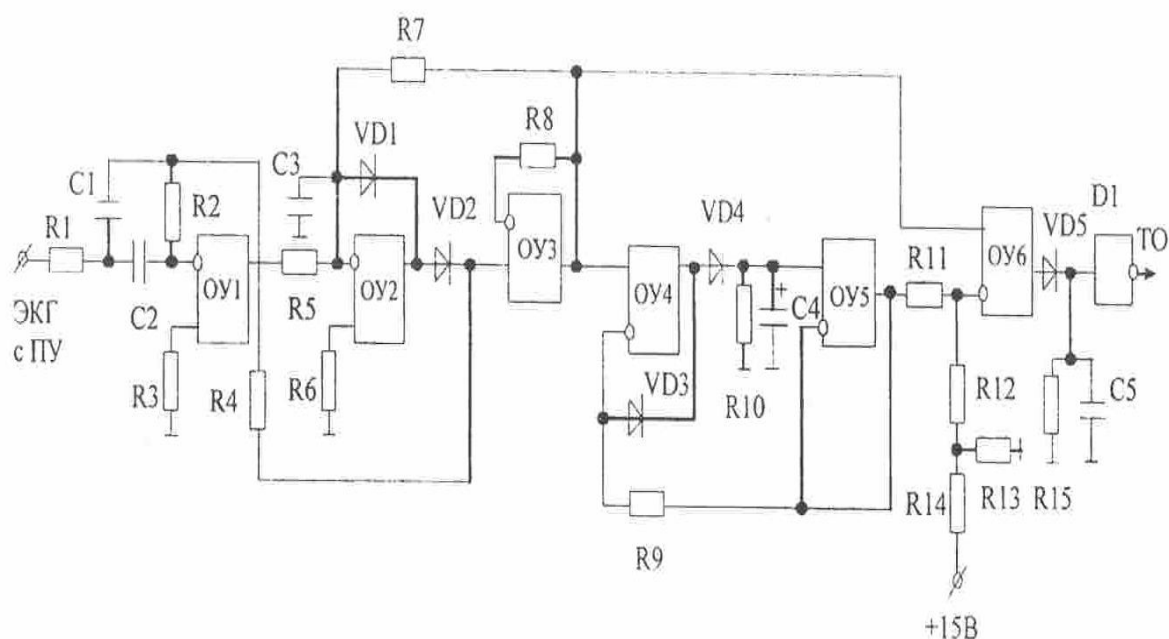 R7
R8
VD1
C3
C1
R2
VD2
VD4
D1
VD5
ТО
R1
ОУ3
ОУ6
R11
ОУ1
ОУ2
ОУ4
ОУ5
C4
R5
ЭКГ
с ПУ
C2
R3
R4
R6
VD3
R10
R12
C5
R9
R14
R13
R15
+15В